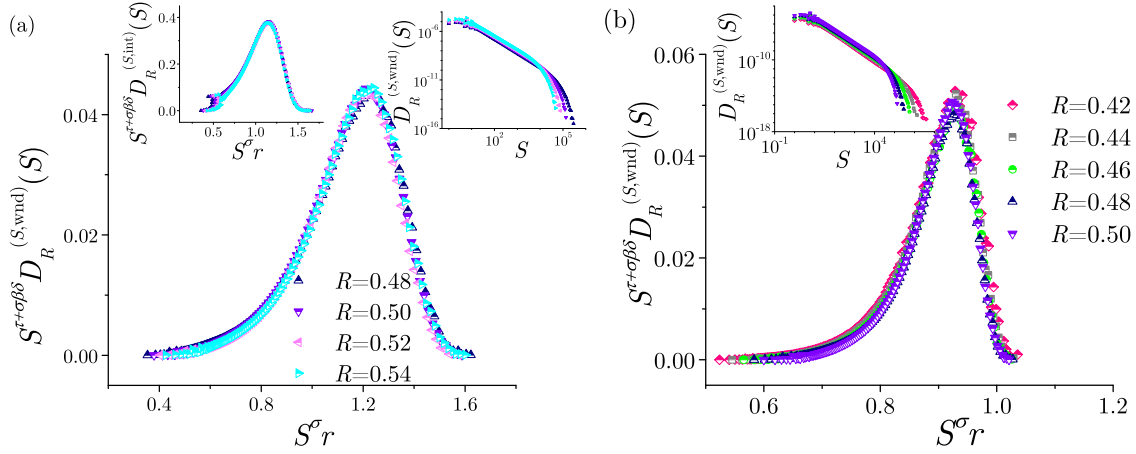 (a)
S^{τ+σβδ}D_R^{(S,int)}(S)
0.4
0.2
0.0
0.5
1.0
1.5
S^σ r
D_R^{(S,wnd)}(S)
10^{-6}
10^{-11}
10^{-16}
10^2
10^5
S
S^{τ+σβδ}D_R^{(S,wnd)}(S)
0.04
0.02
0.00
0.4
0.8
1.2
1.6
S^σ r
R=0.48
R=0.50
R=0.52
R=0.54
(b)
D_R^{(S,wnd)}(S)
10^{-2}
10^{-10}
10^{-18}
10^{-1}
10^4
S
S^{τ+σβδ}D_R^{(S,wnd)}(S)
0.06
0.04
0.02
0.00
0.6
0.8
1.0
1.2
S^σ r
R=0.42
R=0.44
R=0.46
R=0.48
R=0.50